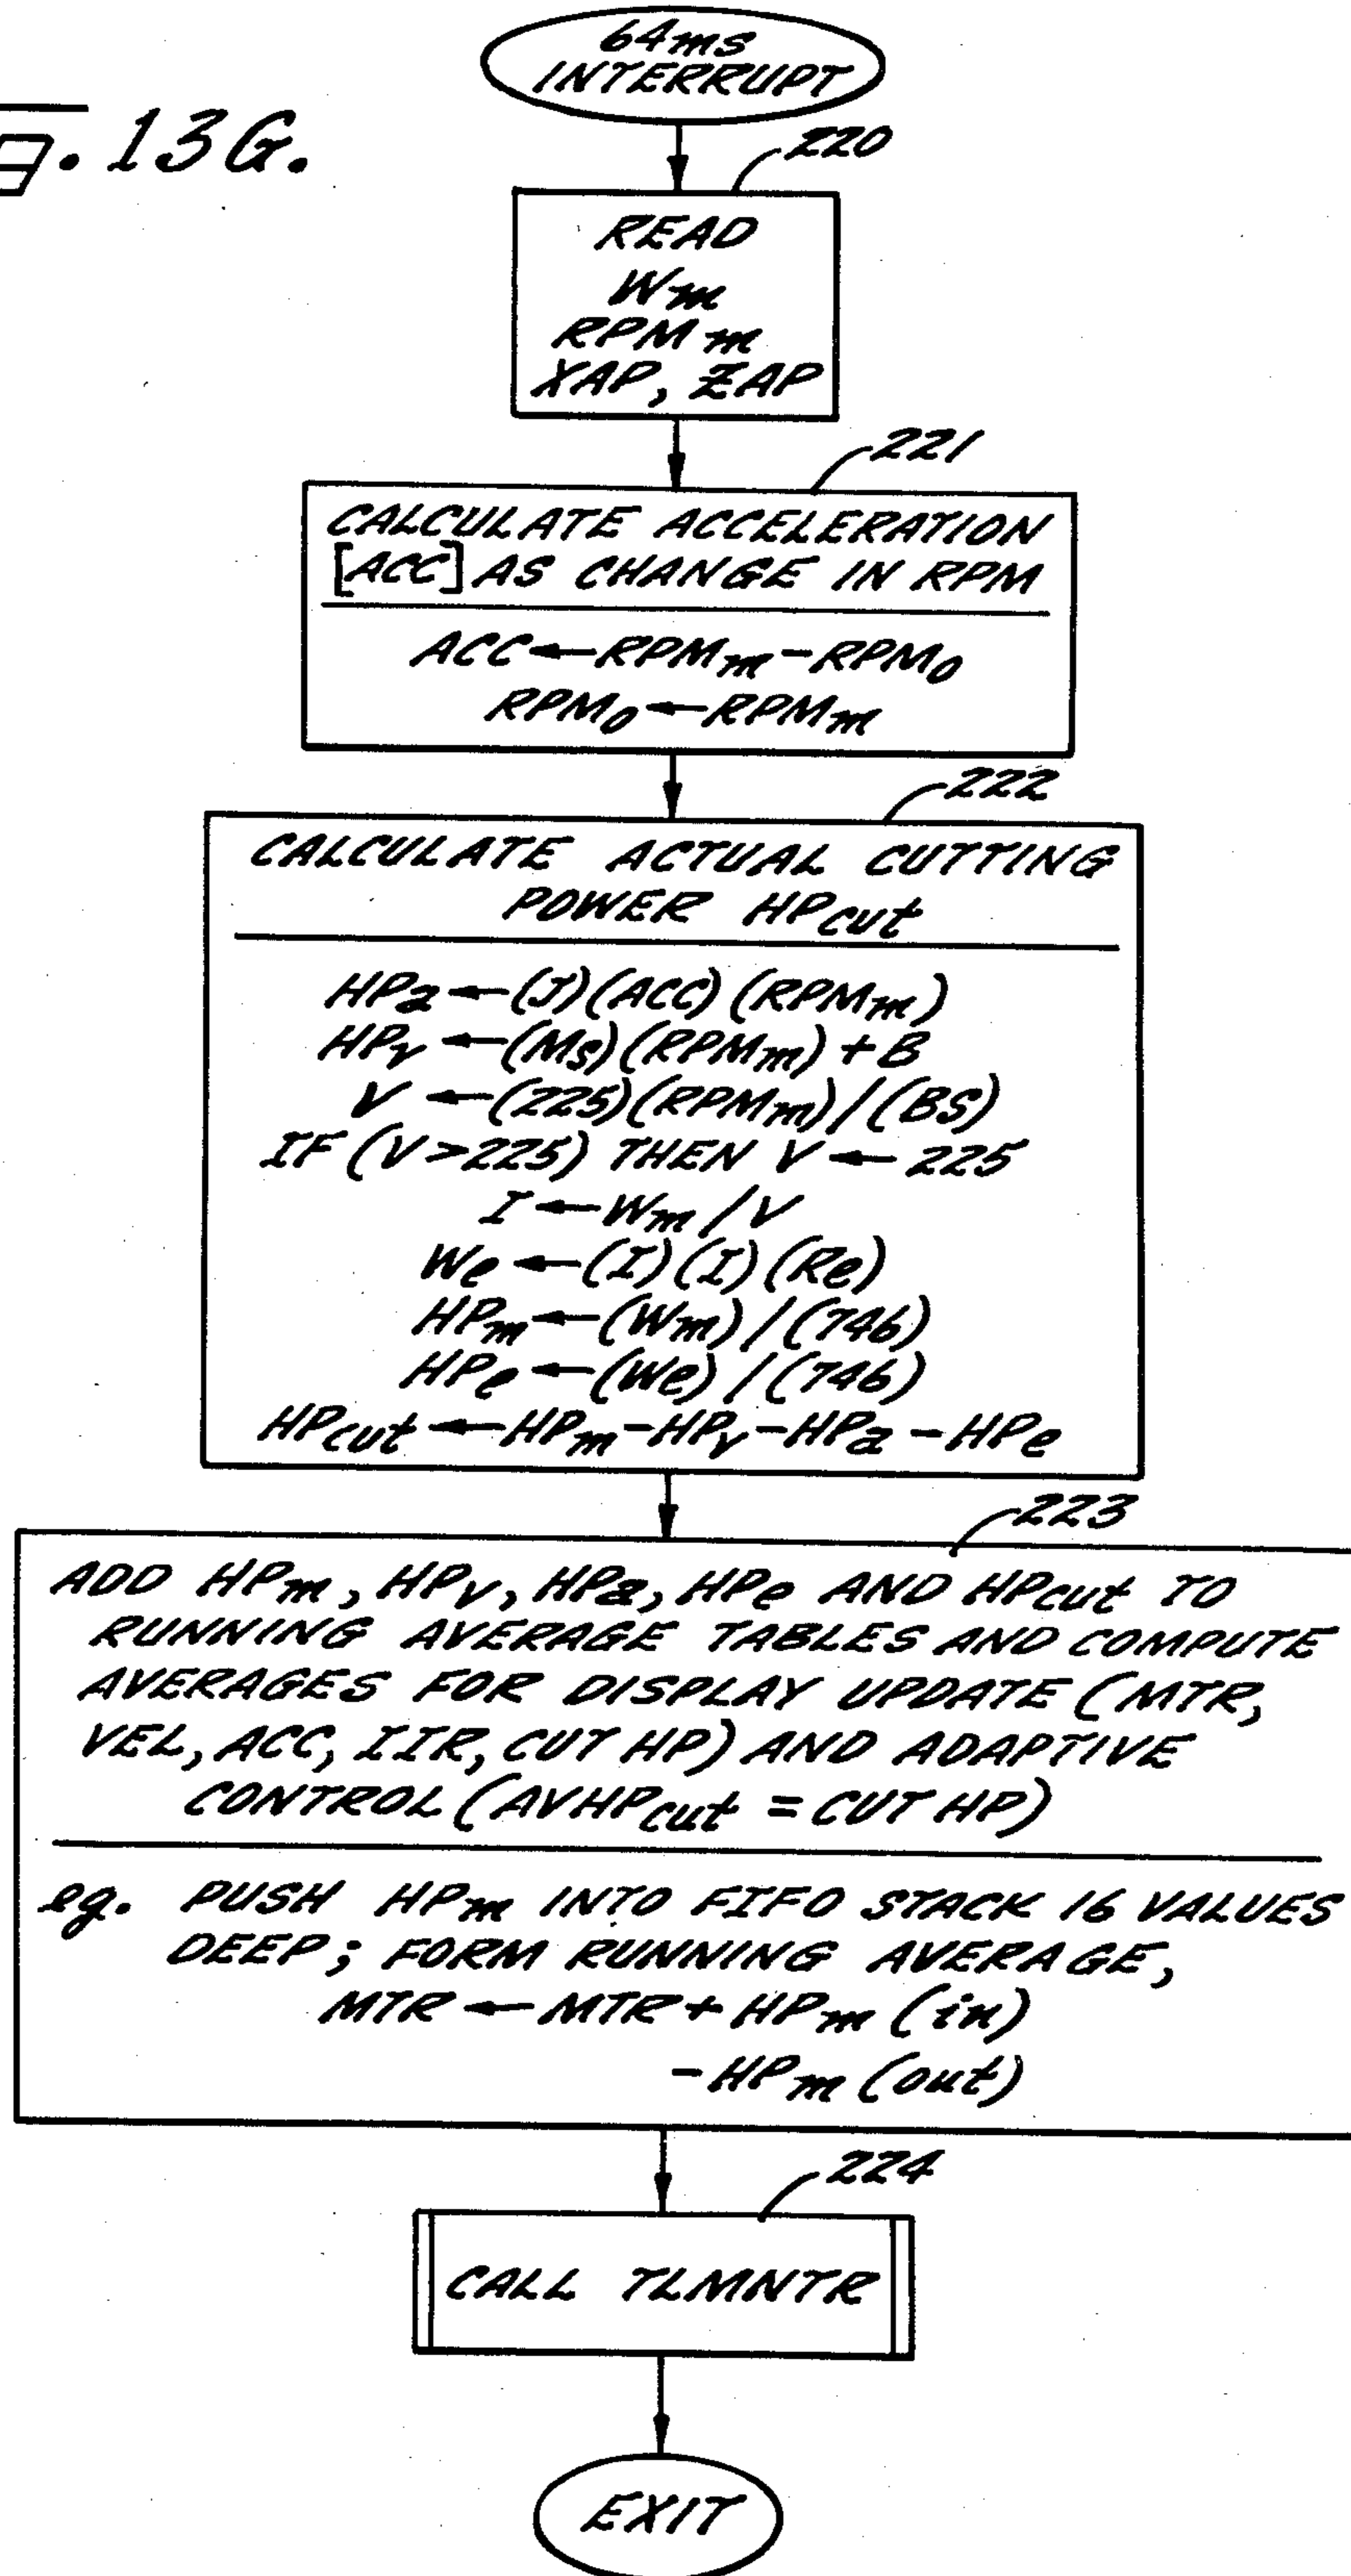 g. 13G.
64ms
INTERRUPT
220
READ
Wm
RPMm
XAP, ZAP
221
CALCULATE ACCELERATION
[ACC] AS CHANGE IN RPM
ACC←RPMm-RPMo
RPMo←RPMm
222
CALCULATE ACTUAL CUTTING
POWER HPcut
HPa←(J)(ACC)(RPMm)
HPv←(Ms)(RPMm)+B
V←(225)(RPMm)/(BS)
IF (V>225) THEN V←225
I←Wm/V
We←(I)(I)(Re)
HPm←(Wm)/(746)
HPe←(We)/(746)
HPcut←HPm-HPv-HPa-HPe
223
ADD HPm, HPv, HPa, HPe AND HPcut TO
RUNNING AVERAGE TABLES AND COMPUTE
AVERAGES FOR DISPLAY UPDATE (MTR,
VEL, ACC, IIR, CUT HP) AND ADAPTIVE
CONTROL (AVHPcut = CUT HP)
eg. PUSH HPm INTO FIFO STACK 16 VALUES
DEEP; FORM RUNNING AVERAGE,
MTR←MTR+HPm (in)
-HPm (out)
224
CALL TLMNTR
EXIT